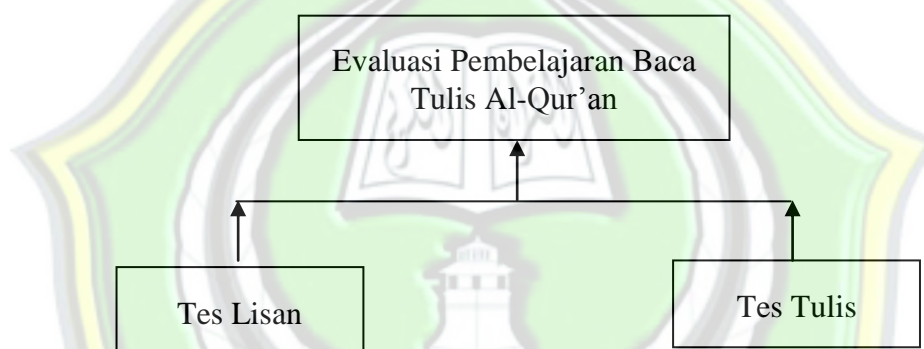 Evaluasi Pembelajaran Baca
Tulis Al-Qur’an
Tes Lisan
Tes Tulis